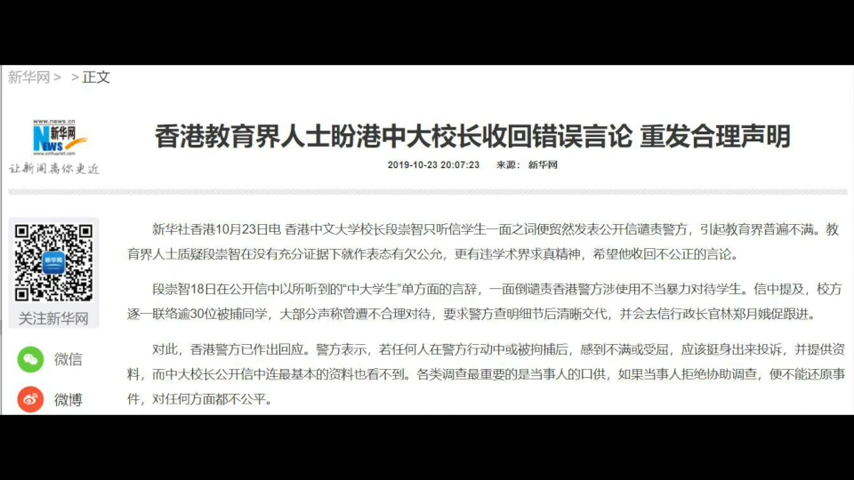 新华网 > > 正文
www.news.cn
新华网
NEWS
www.xinhuanet.com
让新闻离你更近
香港教育界人士盼港中大校长收回错误言论 重发合理声明
2019-10-23 20:07:23 来源： 新华网
新华网
关注新华网
微信
微博
新华社香港10月23日电 香港中文大学校长段崇智只听信学生一面之词便贸然发表公开信谴责警方，引起教育界普遍不满。教
育界人士质疑段崇智在没有充分证据下就作表态有欠公允，更有违学术界求真精神，希望他收回不公正的言论。
段崇智18日在公开信中以所听到的“中大学生”单方面的言辞，一面倒谴责香港警方涉使用不当暴力对待学生。信中提及，校方
逐一联络逾30位被捕同学，大部分声称曾遭不合理对待，要求警方查明细节后清晰交代，并会去信行政长官林郑月娥促跟进。
对此，香港警方已作出回应。警方表示，若任何人在警方行动中或被拘捕后，感到不满或受屈，应该挺身出来投诉，并提供资
料，而中大校长公开信中连最基本的资料也看不到。各类调查最重要的是当事人的口供，如果当事人拒绝协助调查，便不能还原事
件，对任何方面都不公平。